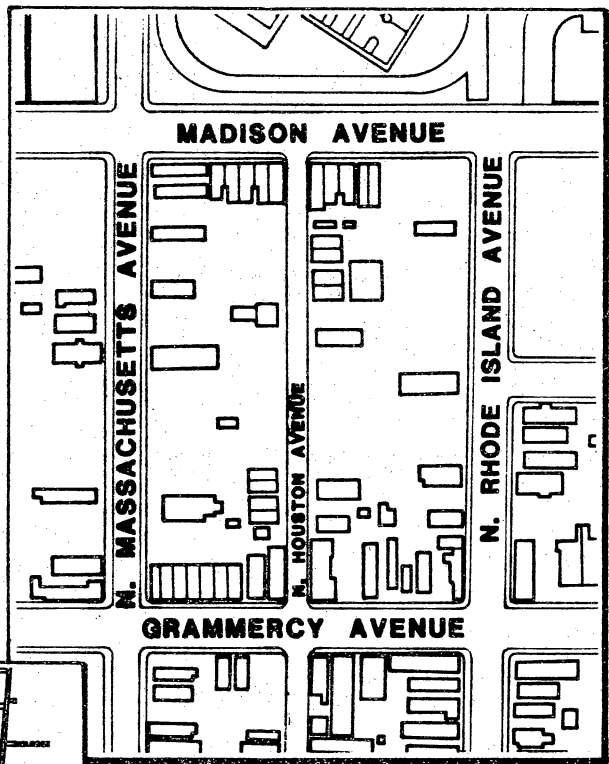 MADISON AVENUE
N. MASSACHUSETTS AVENUE
N. HOUSTON AVENUE
N. RHODE ISLAND AVENUE
GRAMMERCY AVENUE